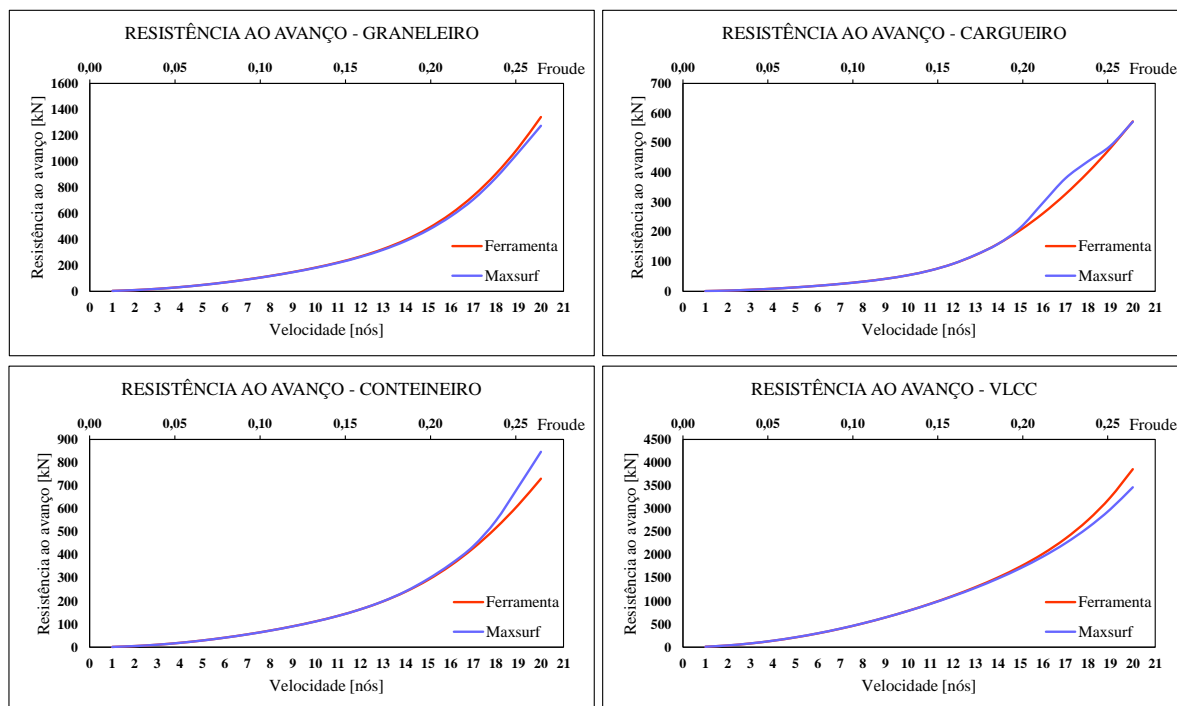 RESISTÊNCIA AO AVANÇO - GRANELEIRO
0,00 0,05 0,10 0,15 0,20 0,25 Froude
Resistência ao avanço [kN]
1600
1400
1200
1000
800
600
400
200
0
Ferramenta
Maxsurf
0 1 2 3 4 5 6 7 8 9 10 11 12 13 14 15 16 17 18 19 20 21
Velocidade [nós]
RESISTÊNCIA AO AVANÇO - CARGUEIRO
0,00 0,05 0,10 0,15 0,20 0,25 Froude
Resistência ao avanço [kN]
700
600
500
400
300
200
100
0
Ferramenta
Maxsurf
0 1 2 3 4 5 6 7 8 9 10 11 12 13 14 15 16 17 18 19 20 21
Velocidade [nós]
RESISTÊNCIA AO AVANÇO - CONTEINEIRO
0,00 0,05 0,10 0,15 0,20 0,25 Froude
Resistência ao avanço [kN]
900
800
700
600
500
400
300
200
100
0
Ferramenta
Maxsurf
0 1 2 3 4 5 6 7 8 9 10 11 12 13 14 15 16 17 18 19 20 21
Velocidade [nós]
RESISTÊNCIA AO AVANÇO - VLCC
0,00 0,05 0,10 0,15 0,20 0,25 Froude
Resistência ao avanço [kN]
4500
4000
3500
3000
2500
2000
1500
1000
500
0
Ferramenta
Maxsurf
0 1 2 3 4 5 6 7 8 9 10 11 12 13 14 15 16 17 18 19 20 21
Velocidade [nós]